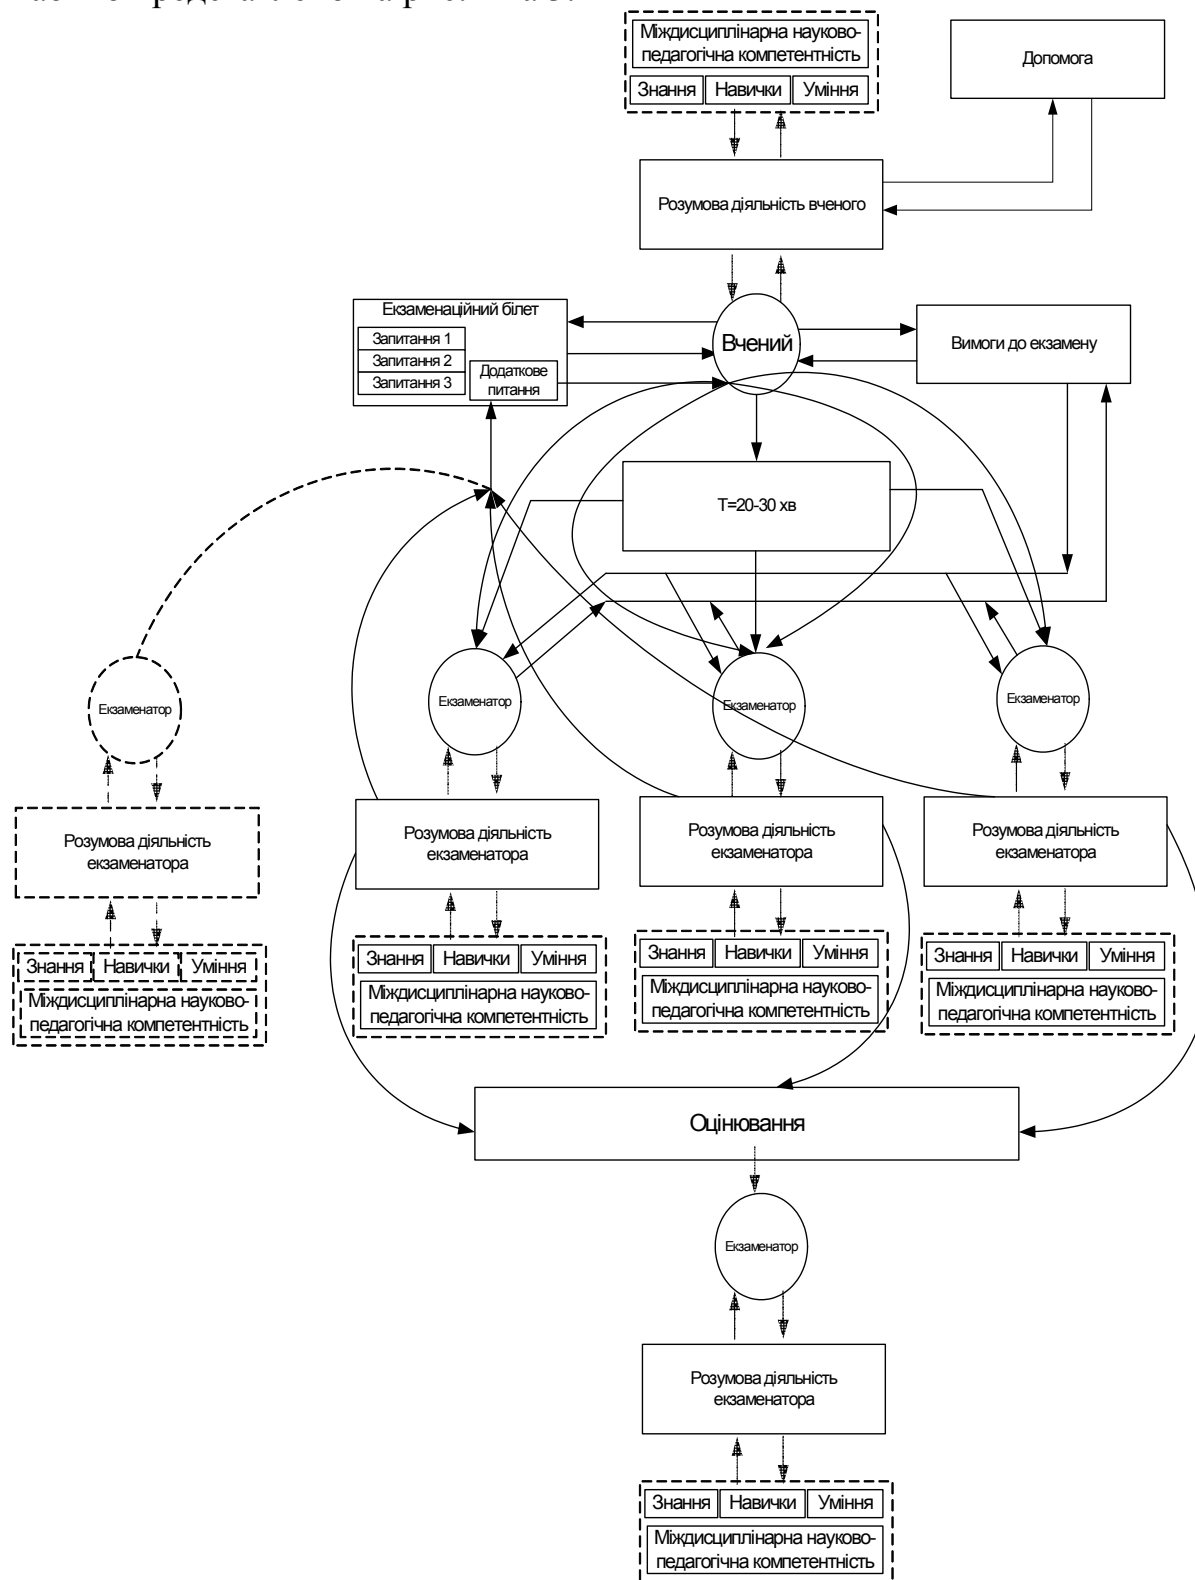 Міждисциплінарна науково-
педагогічна компетентність
Знання Навички Уміння
Допомога
Розумова діяльність вченого
Екзаменаційний білет
Запитання 1
Запитання 2
Запитання 3
Додаткове
питання
Вчений
Вимоги до екзамену
Т=20-30 хв
Екзаменатор
Екзаменатор
Екзаменатор
Екзаменатор
Розумова діяльність
екзаменатора
Розумова діяльність
екзаменатора
Розумова діяльність
екзаменатора
Розумова діяльність
екзаменатора
Знання Навички Уміння
Міждисциплінарна науково-
педагогічна компетентність
Знання Навички Уміння
Міждисциплінарна науково-
педагогічна компетентність
Знання Навички Уміння
Міждисциплінарна науково-
педагогічна компетентність
Знання Навички Уміння
Міждисциплінарна науково-
педагогічна компетентність
Оцінювання
Екзаменатор
Розумова діяльність
екзаменатора
Знання Навички Уміння
Міждисциплінарна науково-
педагогічна компетентність